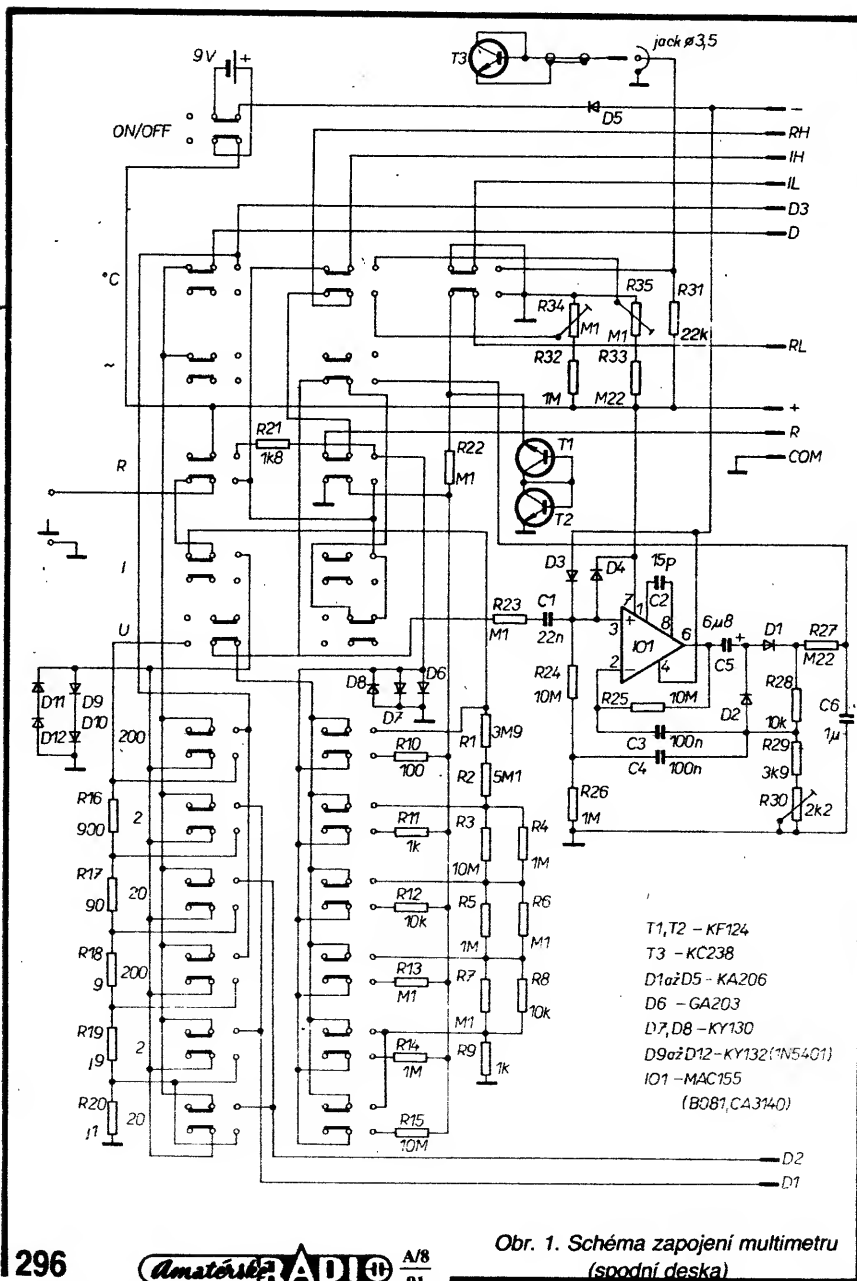 9V
+
T3
jack ø3,5
ON/OFF
D5
–
RH
IH
IL
D3
D
°C
R34
M1
R35
M1
R31
22k
R32
1M
R33
M22
RL
~
+
R21
1k8
R22
M1
T1
T2
R
R
COM
I
D3
D4
15p
C2
R23
M1
C1
22n
7
1
8
3
+
IO1
6
2
–
4
6µ8
C5
+
D1
R27
M22
U
R24
10M
R25
10M
D2
R28
10k
C6
1µ
D11
D9
D12
D10
D8
D7
D6
C3
100n
C4
100n
R29
3k9
R26
1M
R30
2k2
200
R10
100
R1
3M9
R2
5M1
R16
900
2
R11
1k
R3
10M
R4
1M
R17
90
20
R12
10k
R5
1M
R6
M1
R18
9
200
R13
M1
R7
M1
R8
10k
R19
j9
2
R14
1M
R9
1k
R20
j1
20
R15
10M
T1,T2 – KF124
T3 – KC238
D1 až D5 – KA206
D6 – GA203
D7,D8 – KY130
D9 až D12 – KY132 (1N5401)
IO1 – MAC155
(B081,CA3140)
D2
D1
296
Amatérské RADIO
A/8
91
Obr. 1. Schéma zapojení multimetru
(spodní deska)